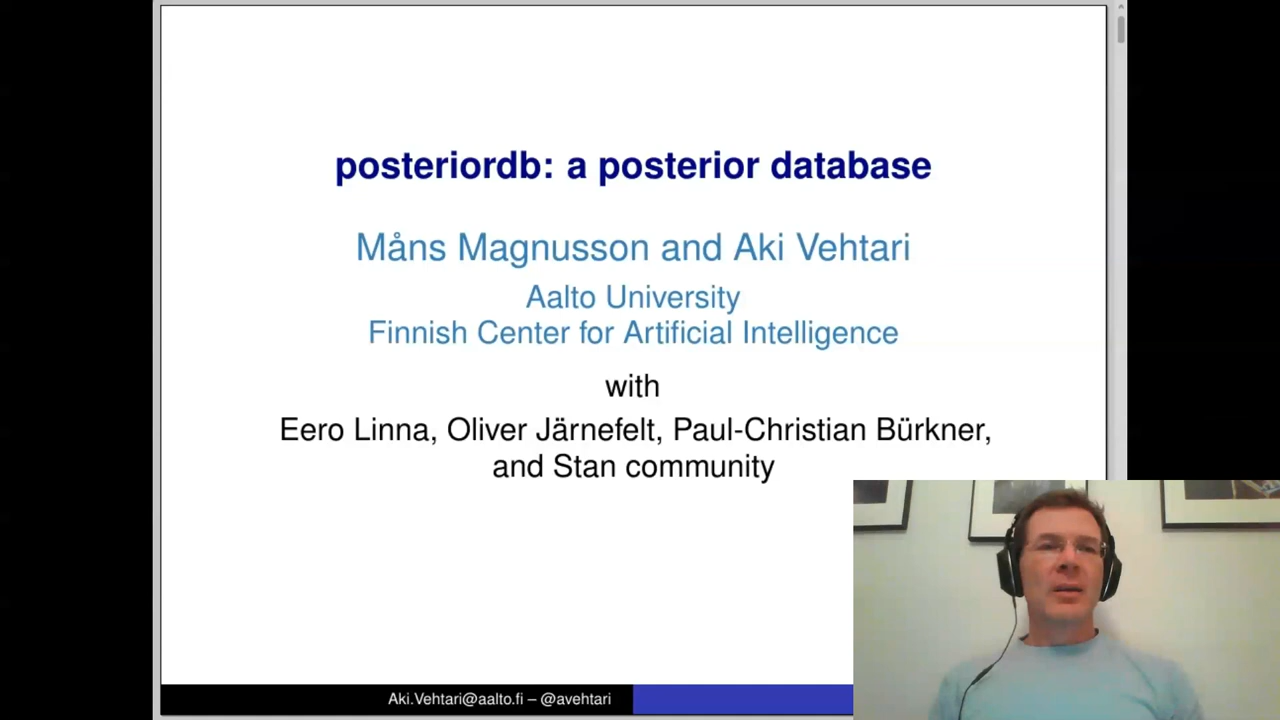 posteriordb: a posterior database
Måns Magnusson and Aki Vehtari
Aalto University
Finnish Center for Artificial Intelligence
with
Eero Linna, Oliver Järnefelt, Paul-Christian Bürkner,
and Stan community
Aki.Vehtari@aalto.fi – @avehtari